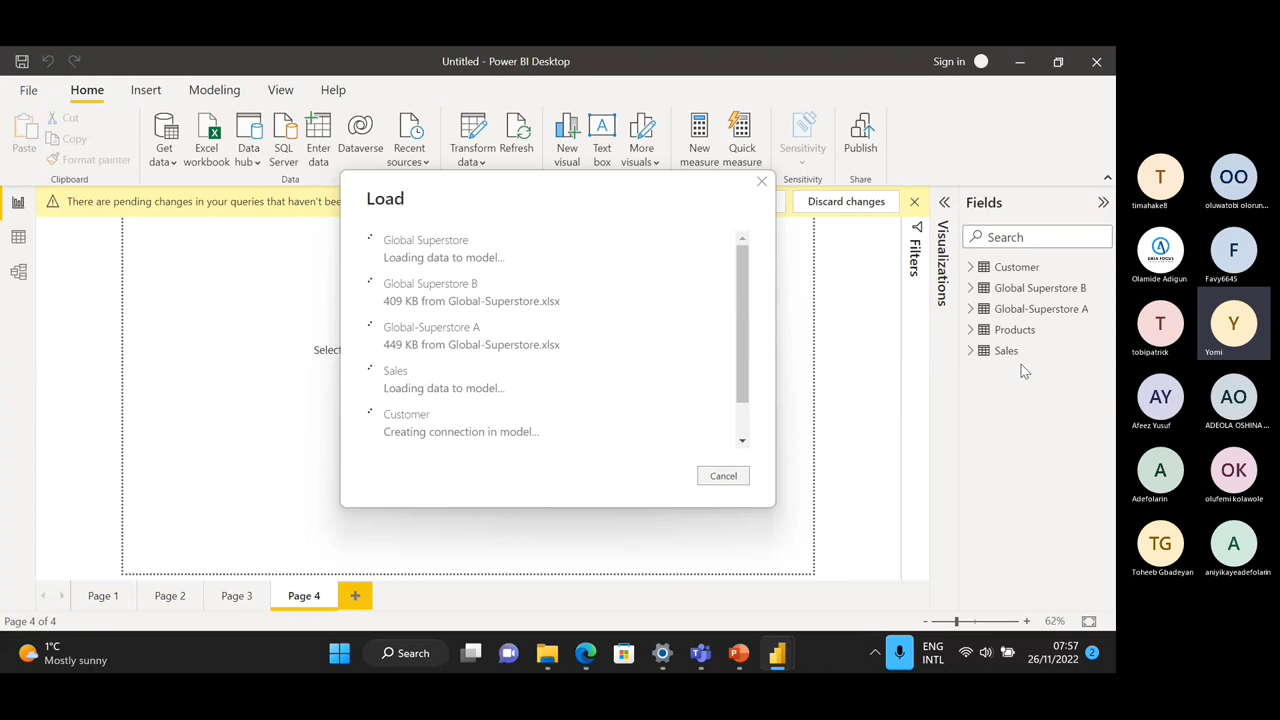 Untitled - Power BI Desktop
Sign in
File
Home
Insert
Modeling
View
Help
Paste
Cut
Copy
Format painter
Clipboard
Get data
Excel workbook
Data hub
SQL Server
Enter data
Dataverse
Recent sources
Data
Transform data
Refresh
New visual
Text box
More visuals
New measure
Quick measure
Sensitivity
Sensitivity
Publish
Share
There are pending changes in your queries that haven't
Discard changes
Load
Global Superstore
Loading data to model...
Global Superstore B
409 KB from Global-Superstore.xlsx
Global-Superstore A
449 KB from Global-Superstore.xlsx
Sales
Loading data to model...
Customer
Creating connection in model...
Cancel
Select
Filters
Visualizations
Fields
Search
Customer
Global Superstore B
Global-Superstore A
Products
Sales
Page 1
Page 2
Page 3
Page 4
Page 4 of 4
62%
1°C
Mostly sunny
Search
ENG
INTL
07:57
26/11/2022
2
T
timahake8
OO
oluwatobi olorun...
DATA FOCUS
Olamide Adigun
F
Favy6645
T
tobipatrick
Y
Yomi
AY
Afeez Yusuf
AO
ADEOLA OSHINA ...
A
Adefolarin
OK
olufemi kolawole
TG
Toheeb Gbadeyan
A
aniyikayeadefolarin